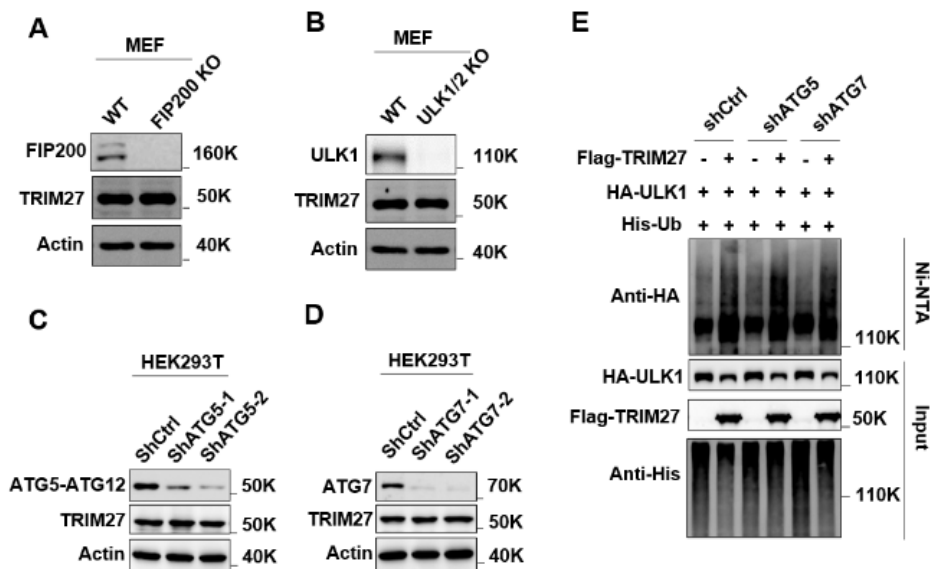 A
MEF
WT FIP200 KO
FIP200 160K
TRIM27 50K
Actin 40K
B
MEF
WT ULK1/2 KO
ULK1 110K
TRIM27 50K
Actin 40K
C
HEK293T
ShCtrl ShATG5-1 ShATG5-2
ATG5-ATG12 50K
TRIM27 50K
Actin 40K
D
HEK293T
ShCtrl ShATG7-1 ShATG7-2
ATG7 70K
TRIM27 50K
Actin 40K
E
shCtrl shATG5 shATG7
Flag-TRIM27 - + - + - +
HA-ULK1 + + + + + +
His-Ub + + + + + +
Anti-HA 110K Ni-NTA
HA-ULK1 110K
Flag-TRIM27 50K
Input
Anti-His 110K